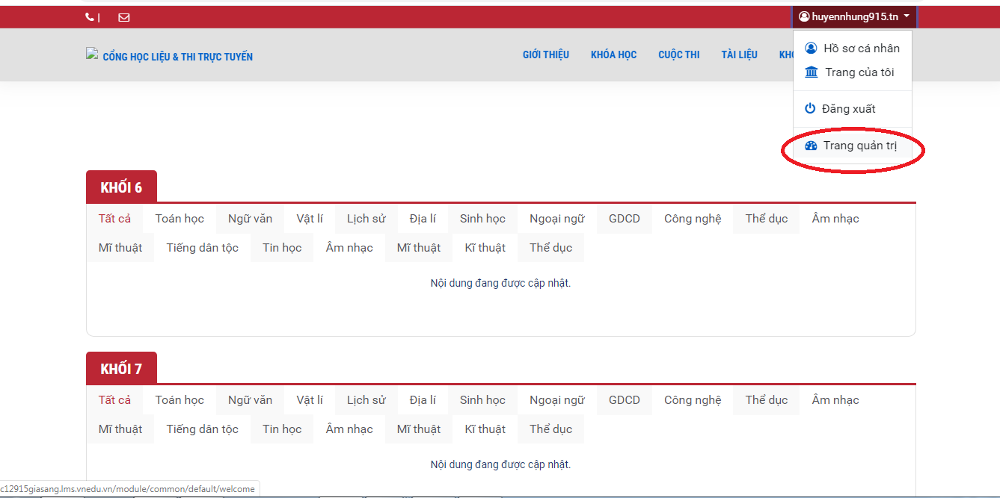 | huyennhung915.tn
CỔNG HỌC LIỆU & THI TRỰC TUYẾN GIỚI THIỆU KHÓA HỌC CUỘC THI TÀI LIỆU
Hồ sơ cá nhân
Trang của tôi
Đăng xuất
Trang quản trị
KHỐI 6
Tất cả Toán học Ngữ văn Vật lí Lịch sử Địa lí Sinh học Ngoại ngữ GDCD Công nghệ Thể dục Âm nhạc
Mĩ thuật Tiếng dân tộc Tin học Âm nhạc Mĩ thuật Kĩ thuật Thể dục
Nội dung đang được cập nhật.
KHỐI 7
Tất cả Toán học Ngữ văn Vật lí Lịch sử Địa lí Sinh học Ngoại ngữ GDCD Công nghệ Thể dục Âm nhạc
Mĩ thuật Tiếng dân tộc Tin học Âm nhạc Mĩ thuật Kĩ thuật Thể dục
Nội dung đang được cập nhật.
c12915giasang.lms.vnedu.vn/module/common/default/welcome